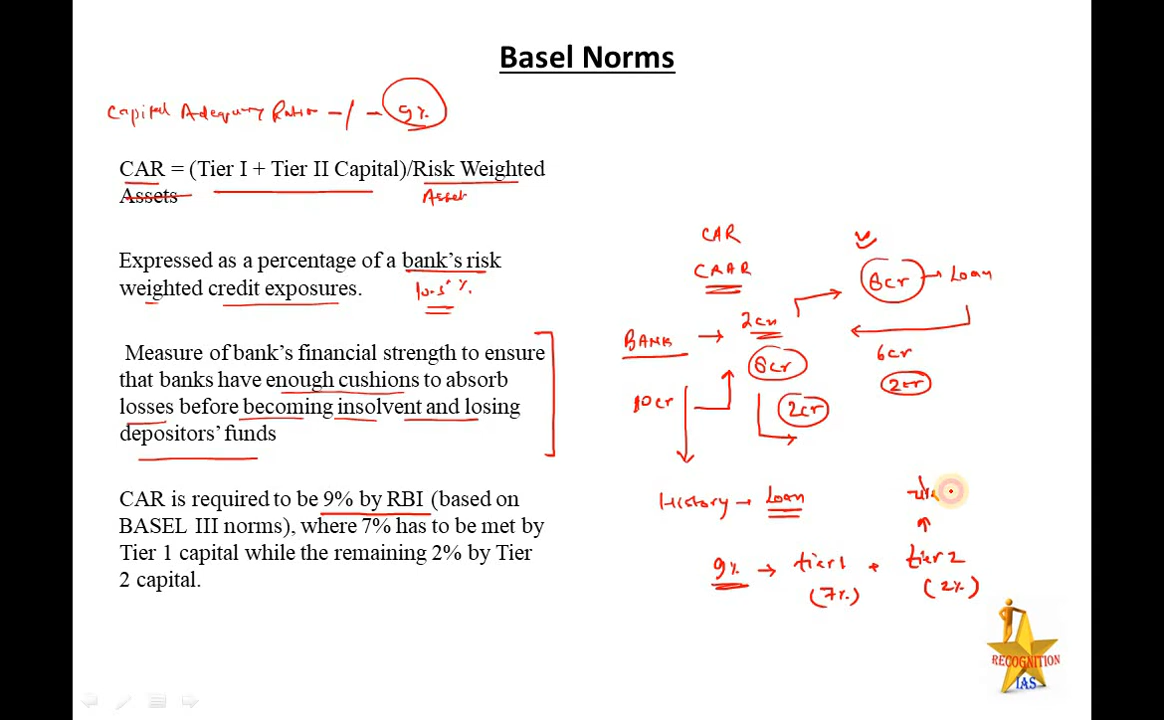 Basel Norms
Capital Adequacy Ratio - / - 9%
CAR = (Tier I + Tier II Capital)/Risk Weighted
Assets
Asset
Expressed as a percentage of a bank's risk
weighted credit exposures.
10.5%
Measure of bank's financial strength to ensure
that banks have enough cushions to absorb
losses before becoming insolvent and losing
depositors' funds
CAR is required to be 9% by RBI (based on
BASEL III norms), where 7% has to be met by
Tier 1 capital while the remaining 2% by Tier
2 capital.
CAR
CRAR
8cr Loan
BANK → 2cr
8cr
6cr
2cr
10cr
2cr
History → Loan
9% → tier 1 + tier 2
(7%) (2%)
RECOGNITION
IAS